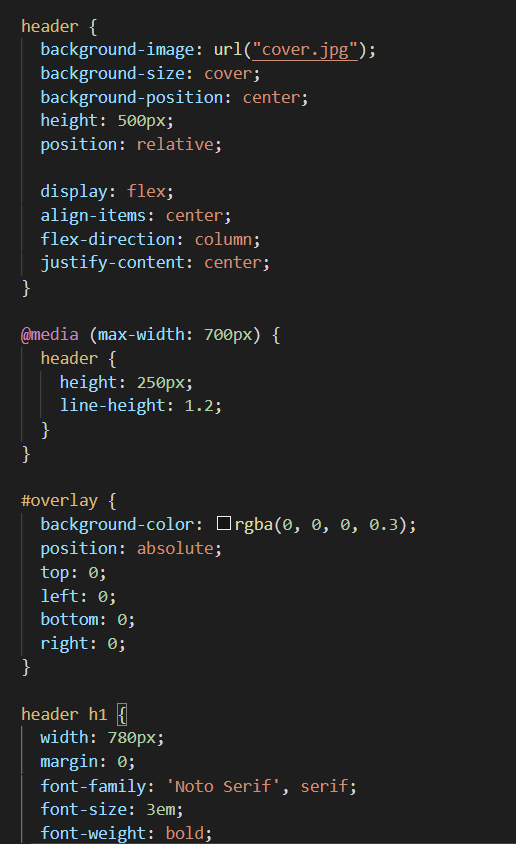 header {
  background-image: url("cover.jpg");
  background-size: cover;
  background-position: center;
  height: 500px;
  position: relative;

  display: flex;
  align-items: center;
  flex-direction: column;
  justify-content: center;
}

@media (max-width: 700px) {
  header {
    height: 250px;
    line-height: 1.2;
  }
}

#overlay {
  background-color: rgba(0, 0, 0, 0.3);
  position: absolute;
  top: 0;
  left: 0;
  bottom: 0;
  right: 0;
}

header h1 {
  width: 780px;
  margin: 0;
  font-family: 'Noto Serif', serif;
  font-size: 3em;
  font-weight: bold;